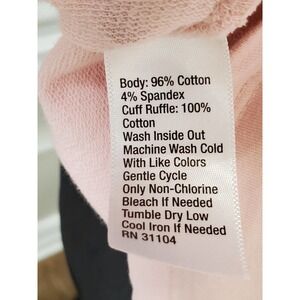 Body: 96% Cotton
4% Spandex
Cuff Ruffle: 100%
Cotton
Wash Inside Out
Machine Wash Cold
With Like Colors
Gentle Cycle
Only Non-Chlorine
Bleach If Needed
Tumble Dry Low
Cool Iron If Needed
RN 31104